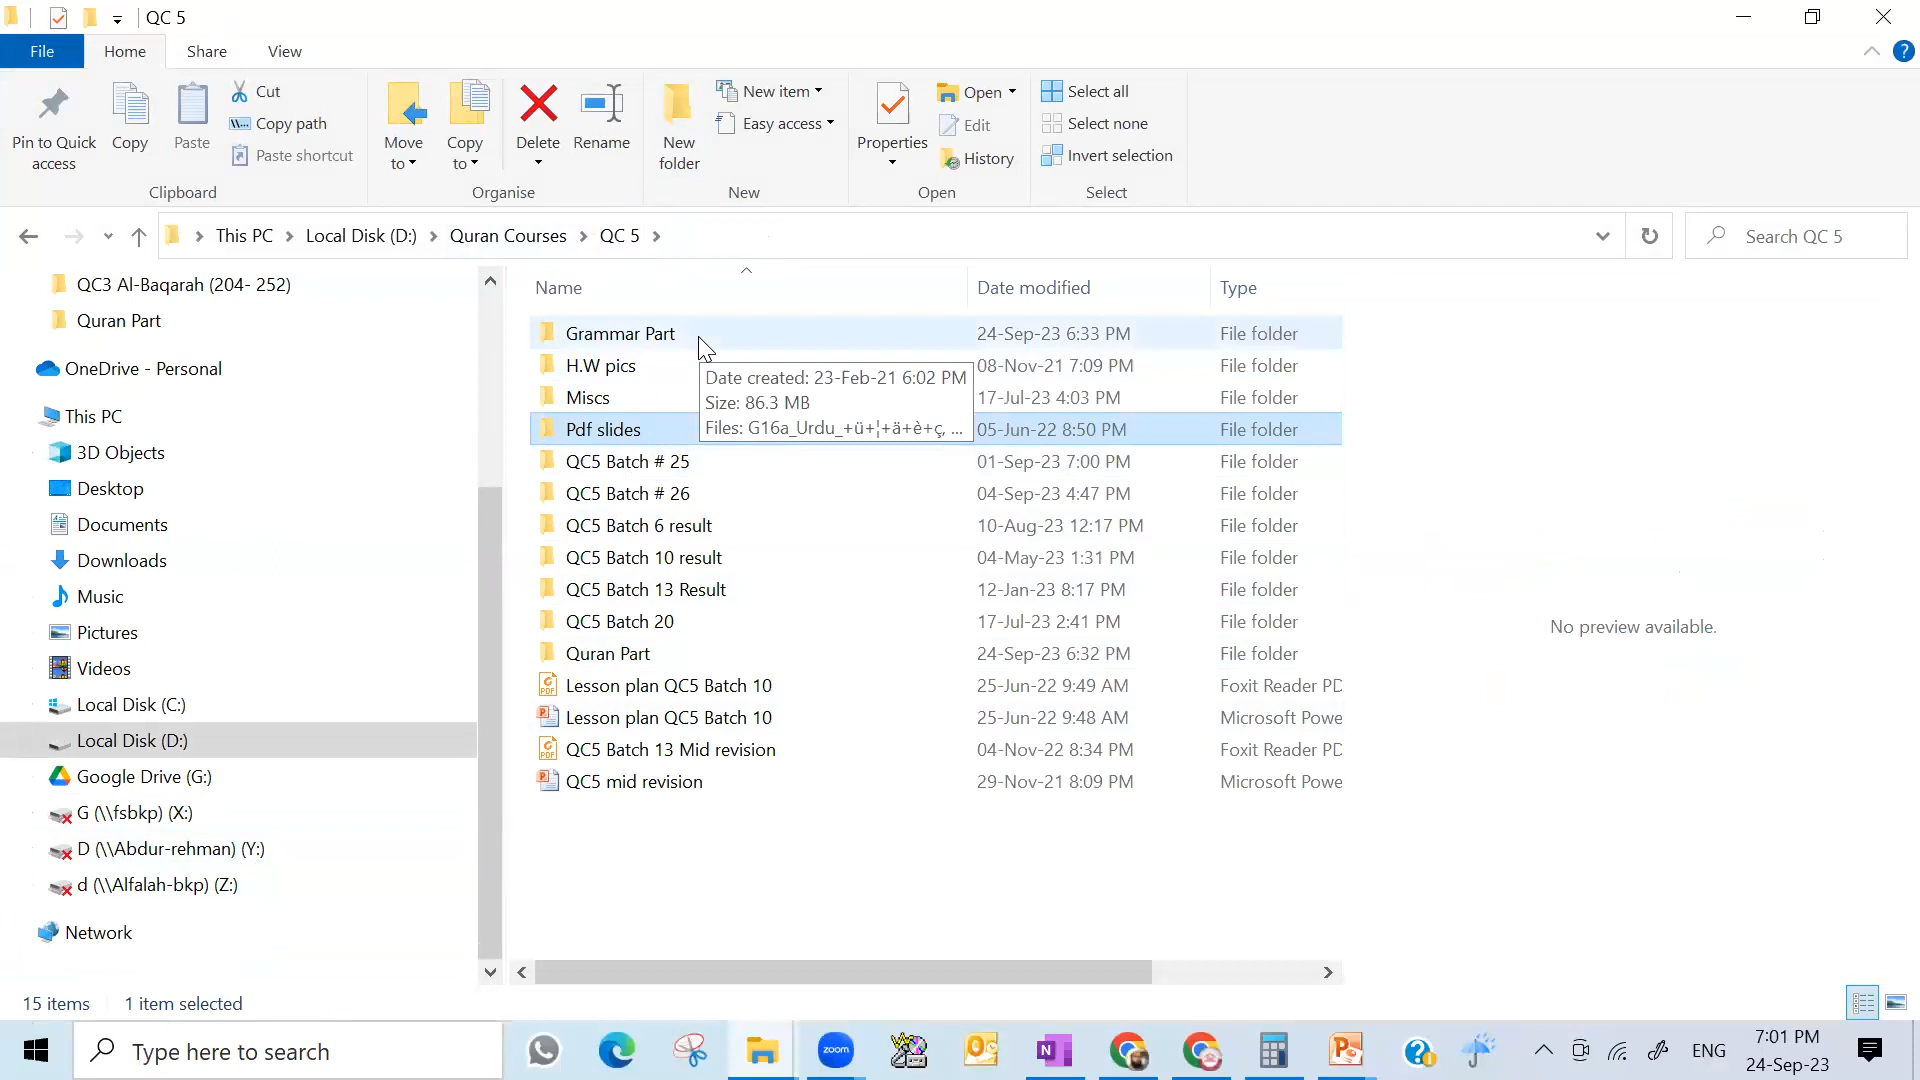 QC 5
File Home Share View
Pin to Quick access
Copy
Paste
Cut
Copy path
Paste shortcut
Clipboard
Move to
Copy to
Delete
Rename
Organise
New folder
New item
Easy access
New
Properties
Open
Edit
History
Open
Select all
Select none
Invert selection
Select
This PC Local Disk (D:) Quran Courses QC 5
Search QC 5
QC3 Al-Baqarah (204- 252)
Quran Part
OneDrive - Personal
This PC
3D Objects
Desktop
Documents
Downloads
Music
Pictures
Videos
Local Disk (C:)
Local Disk (D:)
Google Drive (G:)
G (\\fsbkp) (X:)
D (\\Abdur-rehman) (Y:)
d (\\Alfalah-bkp) (Z:)
Network
Name Date modified Type
Grammar Part 24-Sep-23 6:33 PM File folder
H.W pics 08-Nov-21 7:09 PM File folder
Miscs 17-Jul-23 4:03 PM File folder
Pdf slides 05-Jun-22 8:50 PM File folder
QC5 Batch # 25 01-Sep-23 7:00 PM File folder
QC5 Batch # 26 04-Sep-23 4:47 PM File folder
QC5 Batch 6 result 10-Aug-23 12:17 PM File folder
QC5 Batch 10 result 04-May-23 1:31 PM File folder
QC5 Batch 13 Result 12-Jan-23 8:17 PM File folder
QC5 Batch 20 17-Jul-23 2:41 PM File folder
Quran Part 24-Sep-23 6:32 PM File folder
Lesson plan QC5 Batch 10 25-Jun-22 9:49 AM Foxit Reader PD
Lesson plan QC5 Batch 10 25-Jun-22 9:48 AM Microsoft Powe
QC5 Batch 13 Mid revision 04-Nov-22 8:34 PM Foxit Reader PD
QC5 mid revision 29-Nov-21 8:09 PM Microsoft Powe
Date created: 23-Feb-21 6:02 PM
Size: 86.3 MB
Files: G16a_Urdu_+ü+¦+ä+è+ç, ...
No preview available.
15 items 1 item selected
Type here to search
zoom
ENG
7:01 PM
24-Sep-23